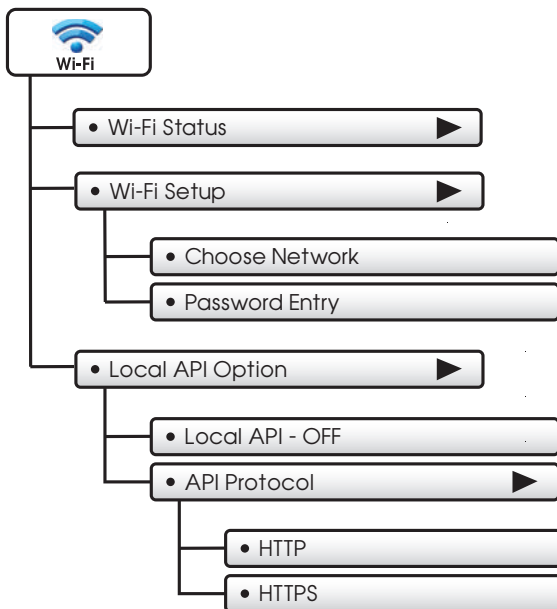 Wi-Fi
• Wi-Fi Status
• Wi-Fi Setup
• Choose Network
• Password Entry
• Local API Option
• Local API - OFF
• API Protocol
• HTTP
• HTTPS